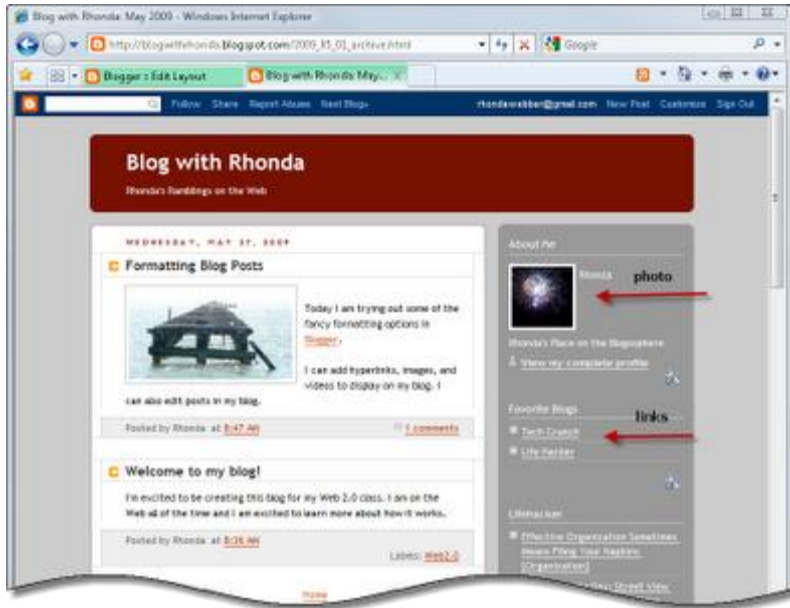 Blog with Rhonda: May 2009 - Windows Internet Explorer
http://blogwithrhonda.blogspot.com/2009_05_01_archive.html
Google
Blogger : Edit Layout
Blog with Rhonda: May...
Follow Share Report Abuse Next Blog»
rhondawebber@gmail.com New Post Customize Sign Out
Blog with Rhonda
Rhonda's Ramblings on the Web
WEDNESDAY, MAY 27, 2009
Formatting Blog Posts
Today I am trying out some of the
fancy formatting options in
Blogger.
I can add hyperlinks, images, and
videos to display on my blog. I
can also edit posts in my blog.
Posted by Rhonda at 8:47 AM
1 comments
Welcome to my blog!
I'm excited to be creating this blog for my Web 2.0 class. I am on the
Web all of the time and I am excited to learn more about how it works.
Posted by Rhonda at 8:36 AM
Labels: Web2.0
Home
About Me
Rhonda
photo
Rhonda's Place on the Blogosphere
View my complete profile
Favorite Blogs
links
Tech Crunch
Life Hacker
Lifehacker
Effective Organization Sometimes
Means Filing Your Napkins
[Organization]
Street View